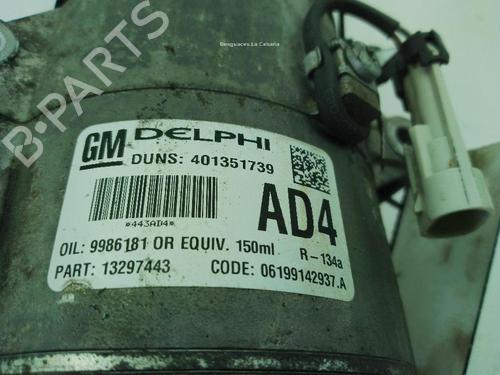 Desguaces La Cabaña
B-PARTS
GM DELPHI
DUNS: 401351739
*443AD4*
AD4
OIL: 9986181 OR EQUIV. 150ml R-134a
PART: 13297443 CODE: 06199142937.A